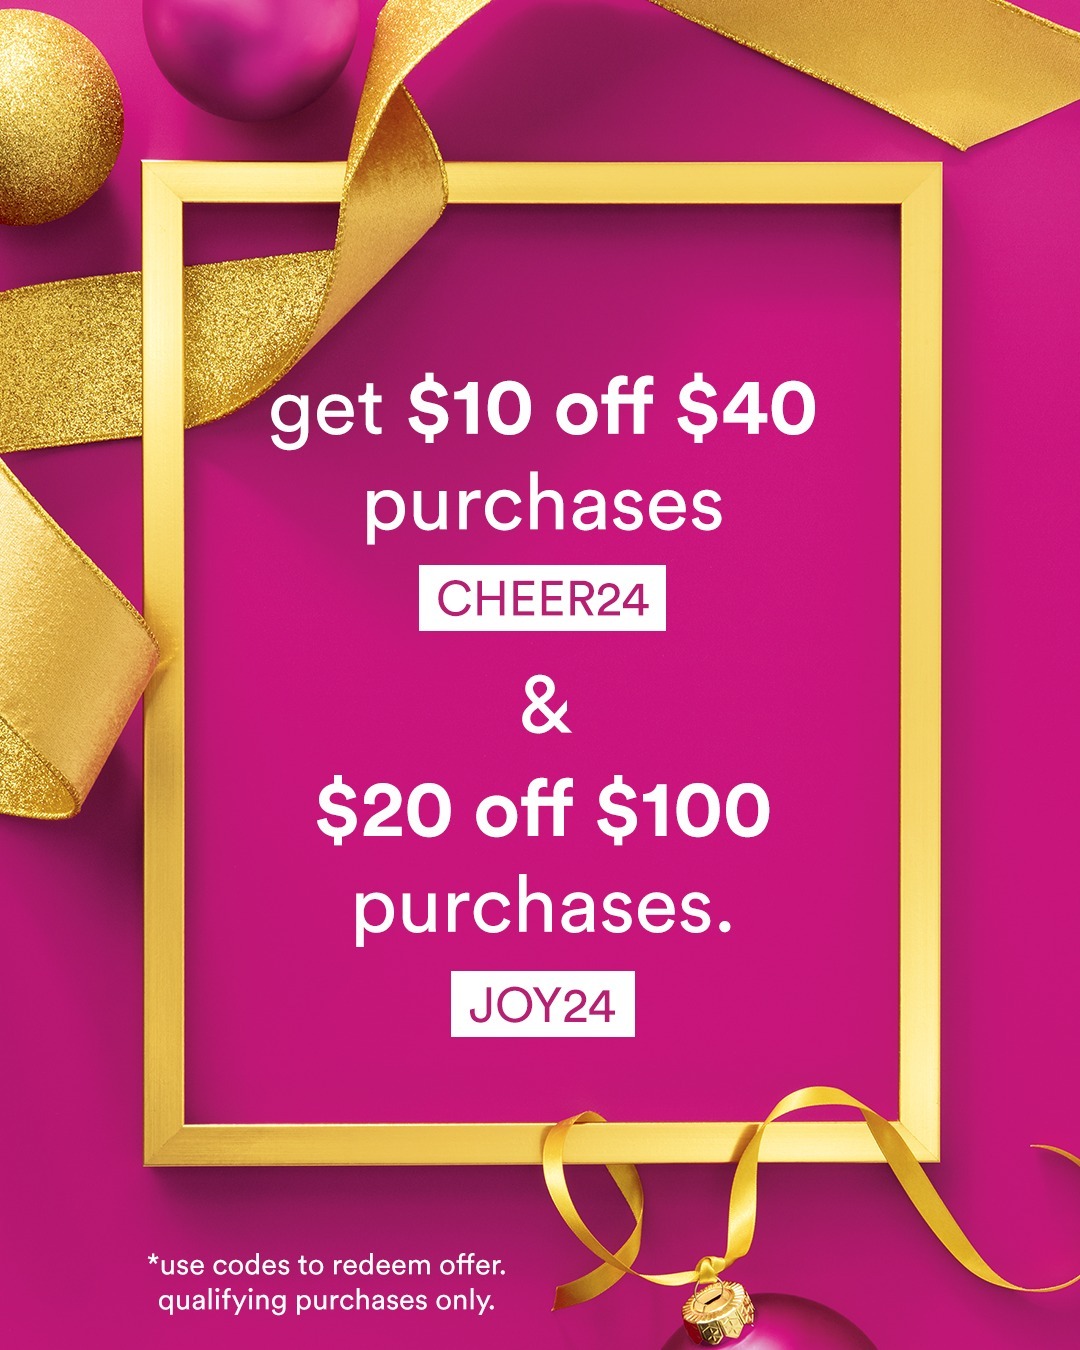 get $10 off $40
purchases
CHEER24
&
$20 off $100
purchases.
JOY24
*use codes to redeem offer.
qualifying purchases only.